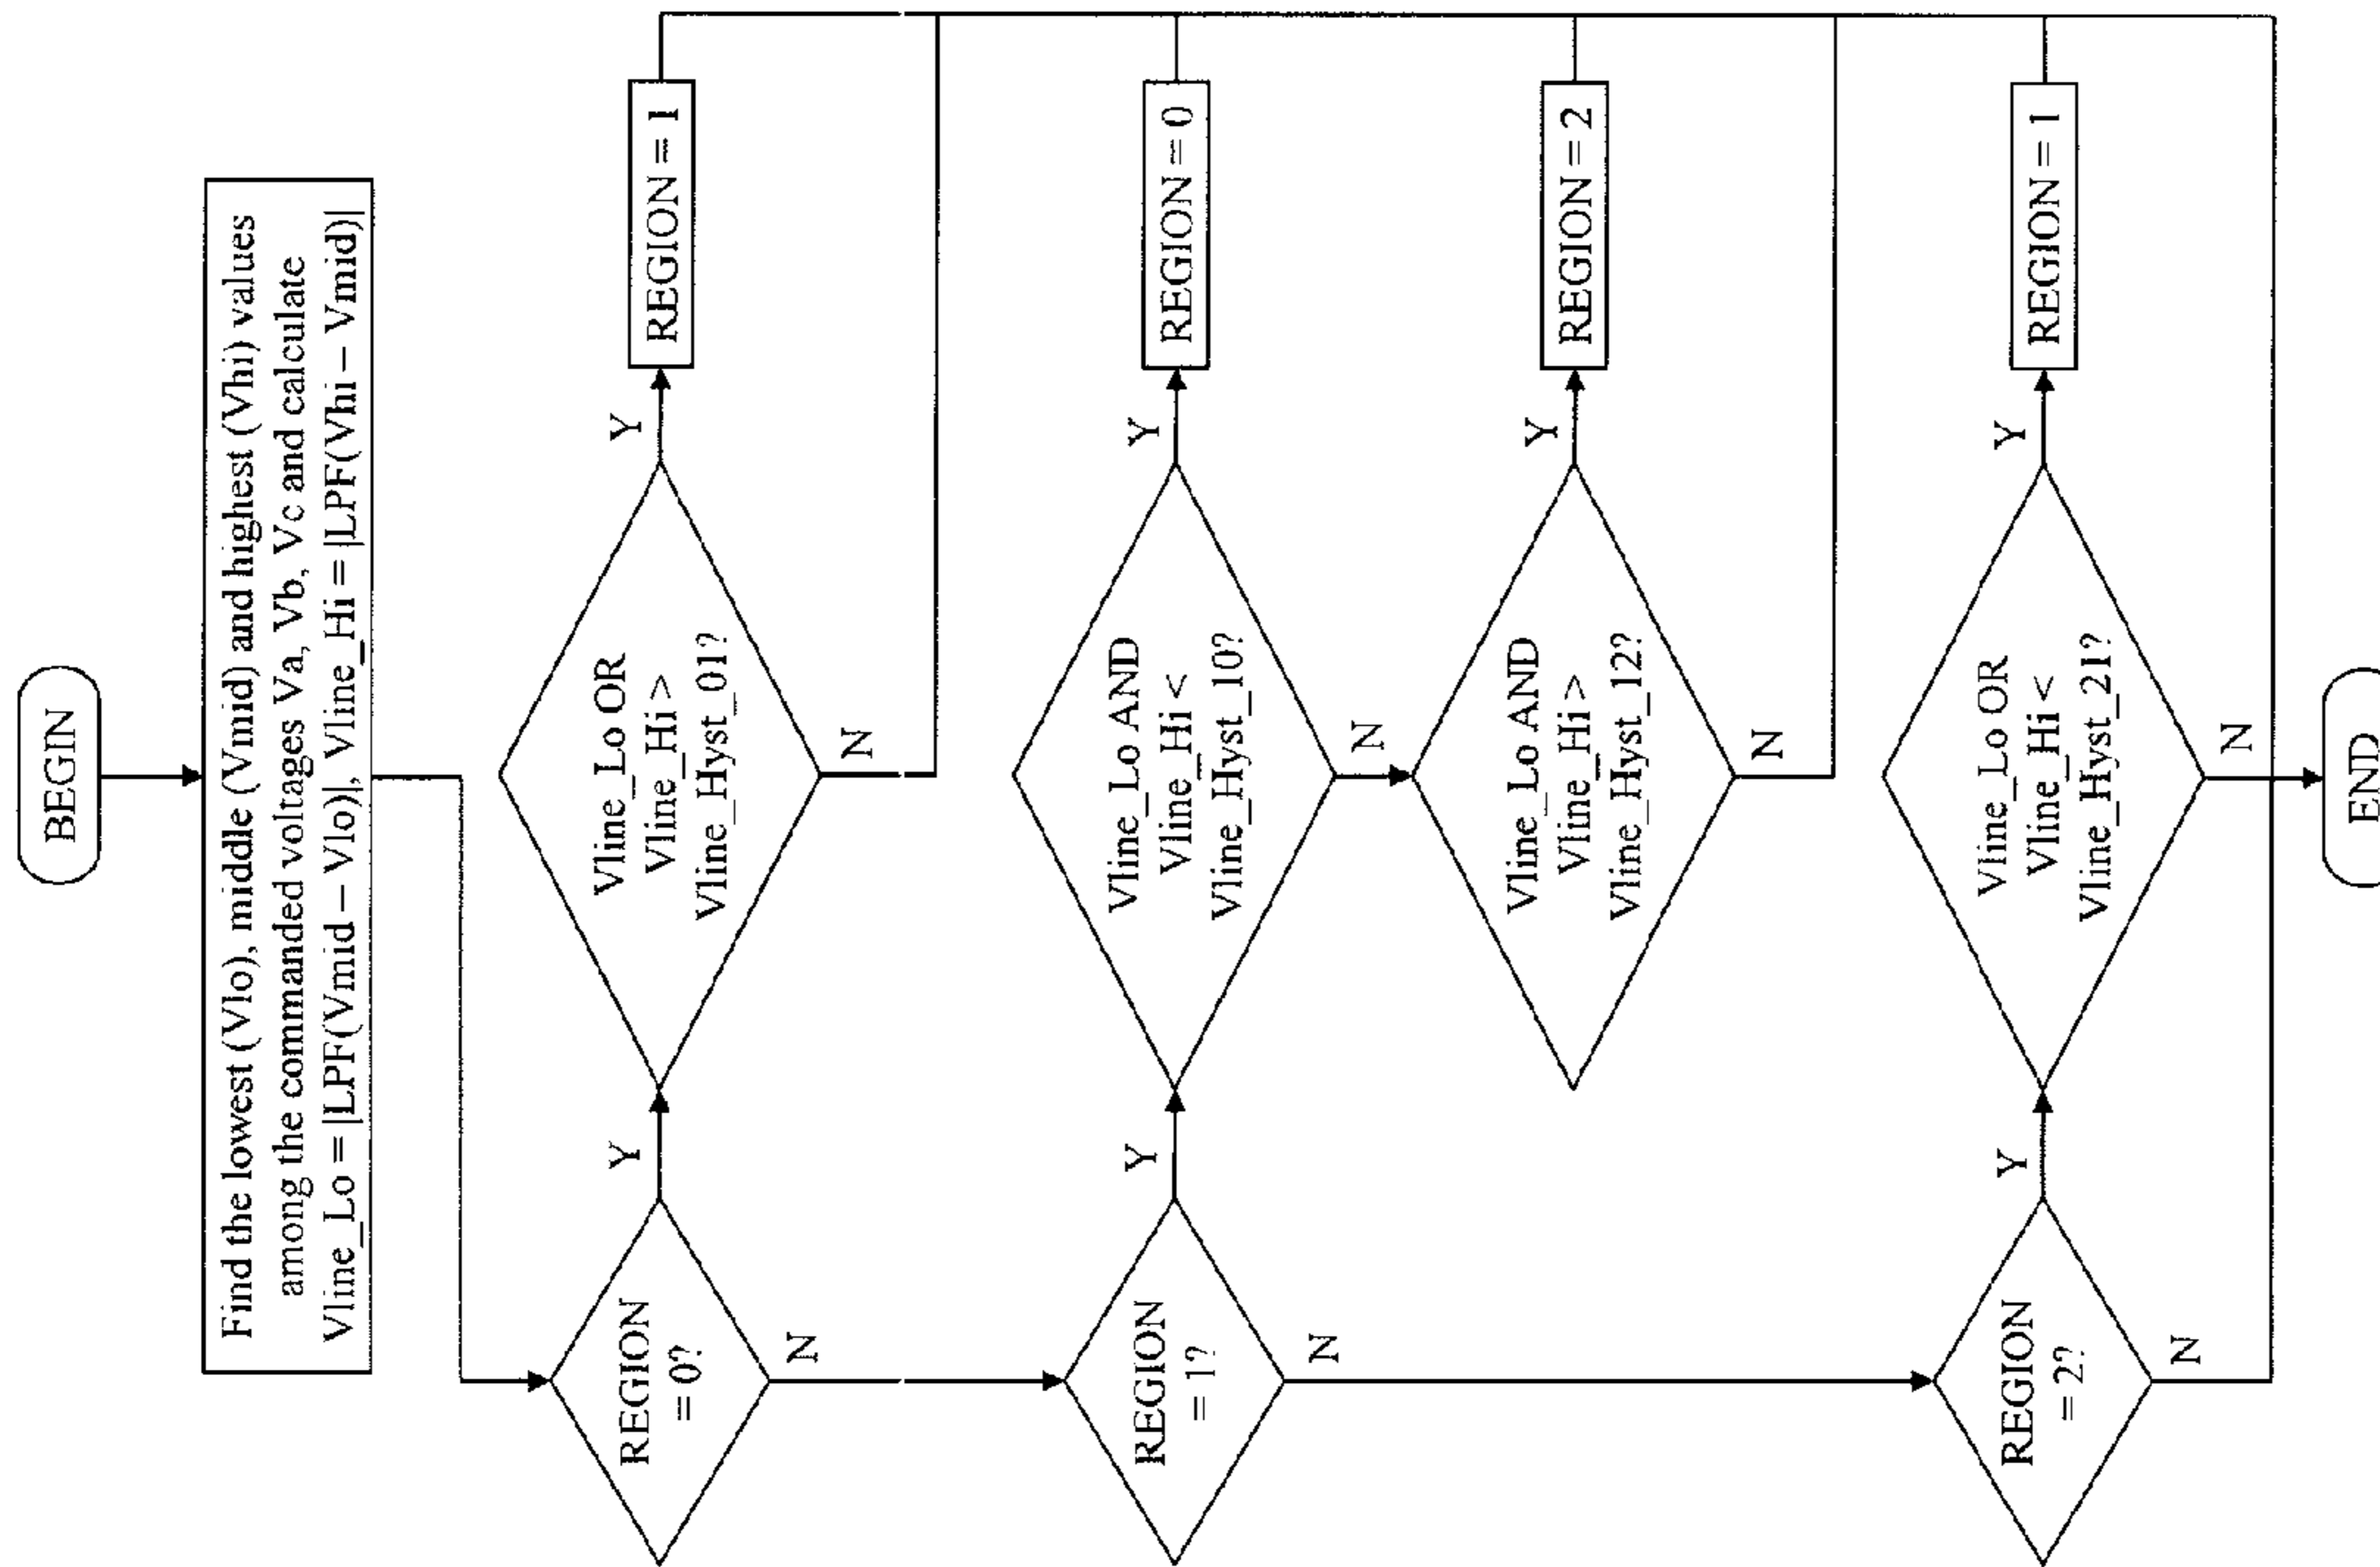 BEGIN
Find the lowest (Vlo), middle (Vmid) and highest (Vhi) values
among the commanded voltages Va, Vb, Vc and calculate
Vline_Lo = |LPF(Vmid – Vlo)|, Vline_Hi = |LPF(Vhi – Vmid)|
REGION
= 0?
Y
N
Vline_Lo OR
Vline_Hi >
Vline_Hyst_01?
Y
N
REGION = 1
REGION
= 1?
Y
N
Vline_Lo AND
Vline_Hi <
Vline_Hyst_10?
Y
N
REGION = 0
Vline_Lo AND
Vline_Hi >
Vline_Hyst_12?
Y
N
REGION = 2
REGION
= 2?
Y
N
Vline_Lo OR
Vline_Hi <
Vline_Hyst_21?
Y
N
REGION = 1
END